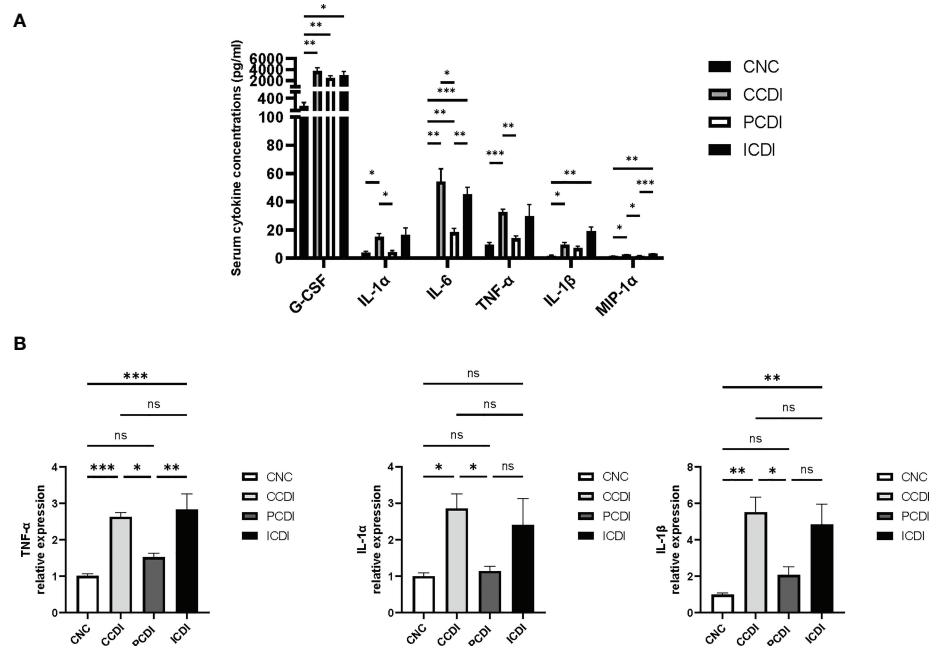 A
Serum cytokine concentrations (pg/ml)
6000
4000
2000
400
100
80
60
40
20
0
*
**
**
*
*
*
***
**
** **
**
***
**
*
**
***
*
*
G-CSF IL-1α IL-6 TNF-α IL-1β MIP-1α
CNC
CCDI
PCDI
ICDI
B
***
ns
ns
*** * **
TNF-α
relative expression
4
3
2
1
0
CNC CCDI PCDI ICDI
CNC
CCDI
PCDI
ICDI
ns
ns
ns
* * ns
IL-1α
relative expression
4
3
2
1
0
CNC CCDI PCDI ICDI
CNC
CCDI
PCDI
ICDI
**
ns
ns
** * ns
IL-1β
relative expression
8
6
4
2
0
CNC CCDI PCDI ICDI
CNC
CCDI
PCDI
ICDI